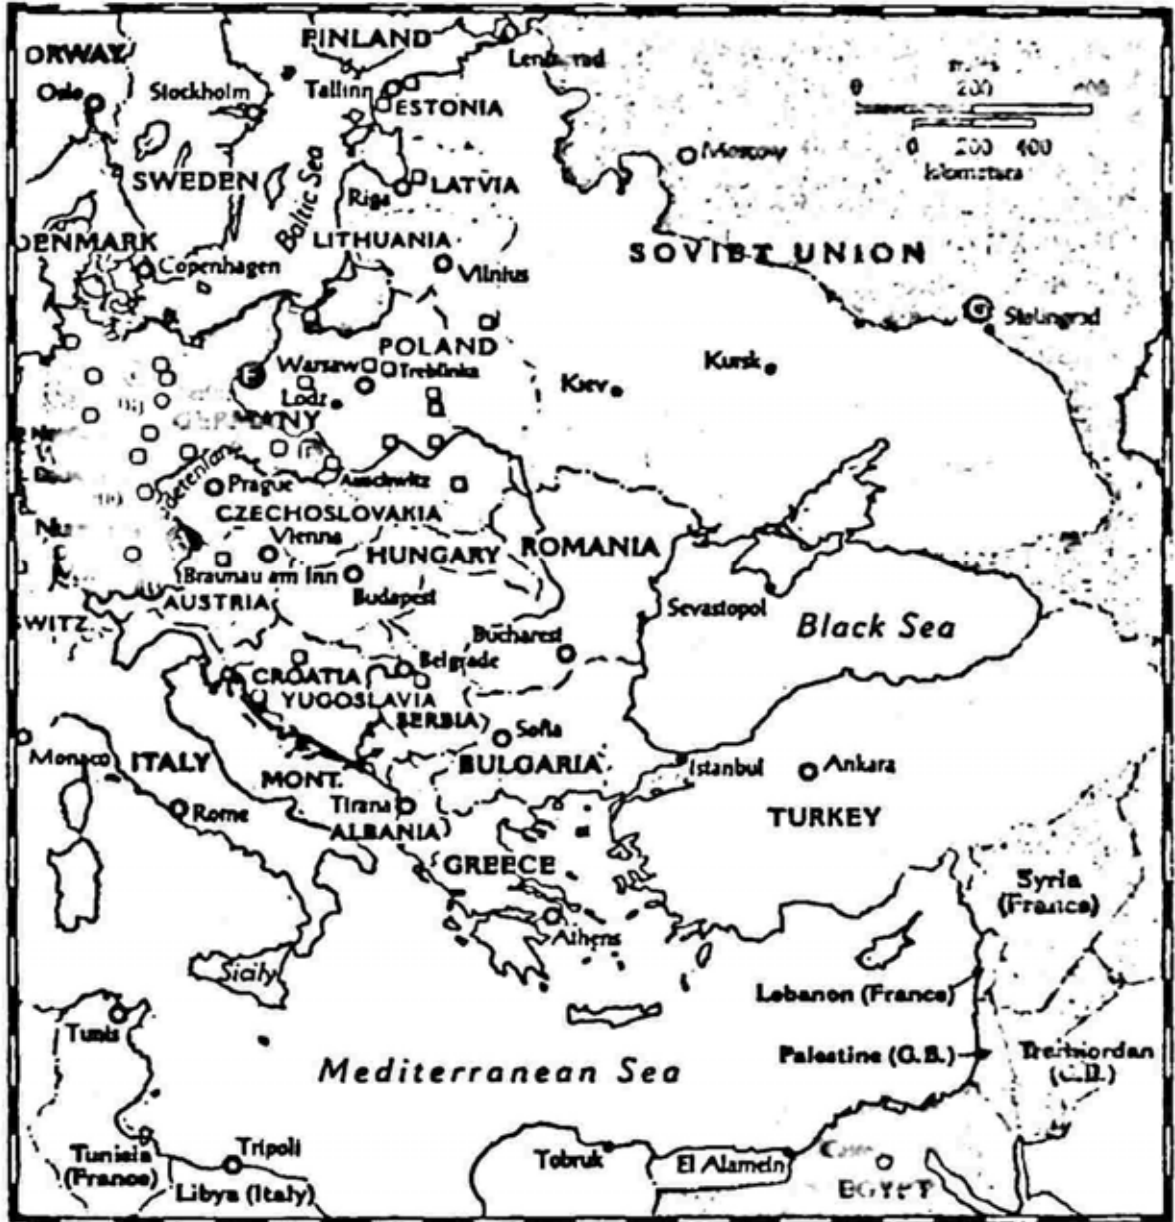 FINLAND
ORWAY
Oslo
Stockholm
Tallinn
ESTONIA
miles
0 200
0 200 400
kilometers
Moscow
SWEDEN
Baltic Sea
Riga
LATVIA
DENMARK
Copenhagen
LITHUANIA
Vilnius
SOVIET UNION
Stalingrad
POLAND
Warsaw
Treblinka
Lodz
F
Kiev
Kursk
GERMANY
detenland
Prague
Auschwitz
CZECHOSLOVAKIA
Vienna
HUNGARY
ROMANIA
Braunau am Inn
Budapest
AUSTRIA
SWITZ.
Sevastopol
Black Sea
Bucharest
Belgrade
CROATIA
YUGOSLAVIA
SERBIA
Sofia
BULGARIA
Monaco
ITALY
MONT.
Istanbul
Ankara
Rome
Tirana
ALBANIA
TURKEY
GREECE
Syria
(France)
Athens
Sicily
Lebanon (France)
Tunis
Mediterranean Sea
Palestine (G.B.)
Tunisia
(France)
Tripoli
Libya (Italy)
Tobruk
El Alamein
EGYPT